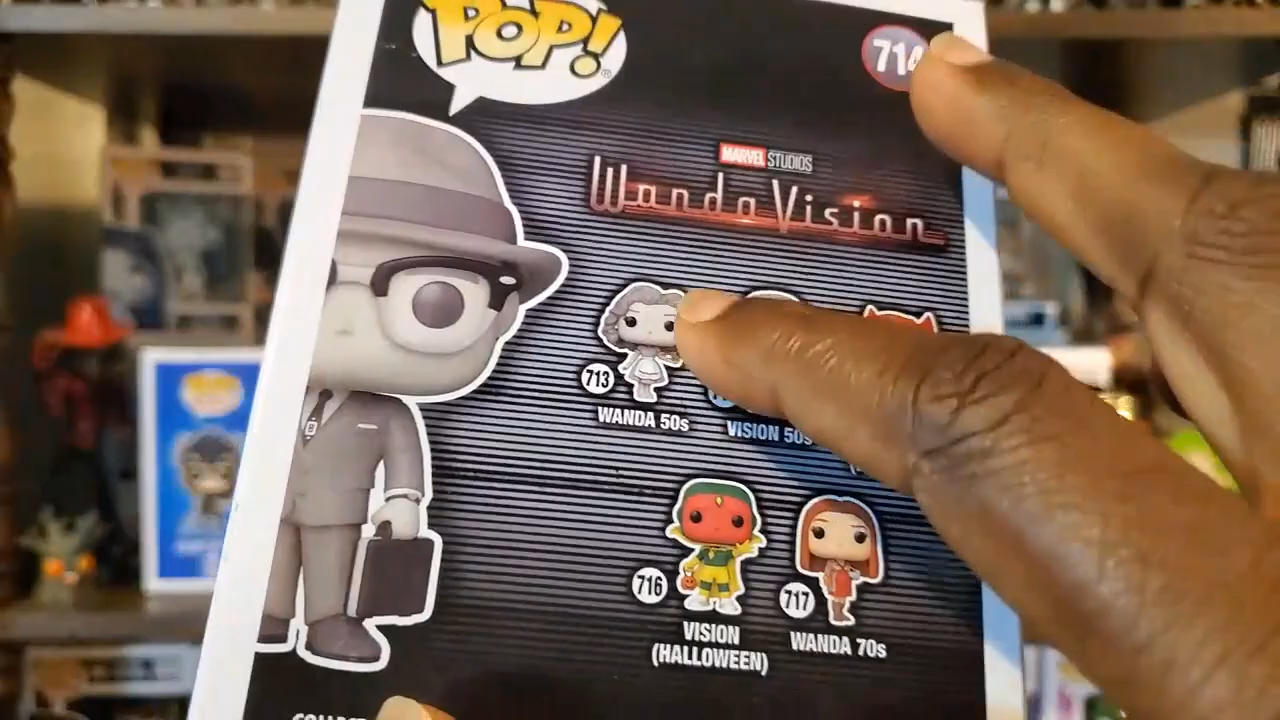 POP!
714
MARVEL STUDIOS
WandaVision
713
WANDA 50s
VISION 50s
716
VISION
(HALLOWEEN)
717
WANDA 70s